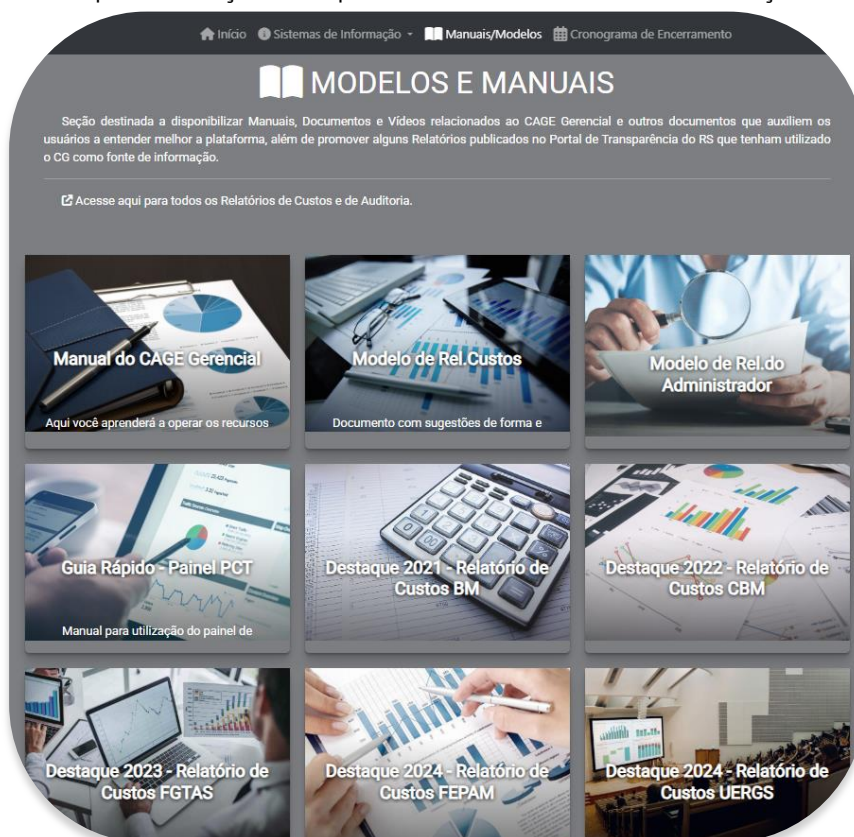 Início Sistemas de Informação Manuais/Modelos Cronograma de Encerramento
MODELOS E MANUAIS
Seção destinada a disponibilizar Manuais, Documentos e Vídeos relacionados ao CAGE Gerencial e outros documentos que auxiliem os
usuários a entender melhor a plataforma, além de promover alguns Relatórios publicados no Portal de Transparência do RS que tenham utilizado
o CG como fonte de informação.
Acesse aqui para todos os Relatórios de Custos e de Auditoria.
Manual do CAGE Gerencial
Aqui você aprenderá a operar os recursos
Modelo de Rel.Custos
Documento com sugestões de forma e
Modelo de Rel.do
Administrador
Guia Rápido - Painel PCT
Manual para utilização do painel de
Destaque 2021 - Relatório de
Custos BM
Destaque 2022 - Relatório de
Custos CBM
Destaque 2023 - Relatório de
Custos FGTAS
Destaque 2024 - Relatório de
Custos FEPAM
Destaque 2024 - Relatório de
Custos UERGS